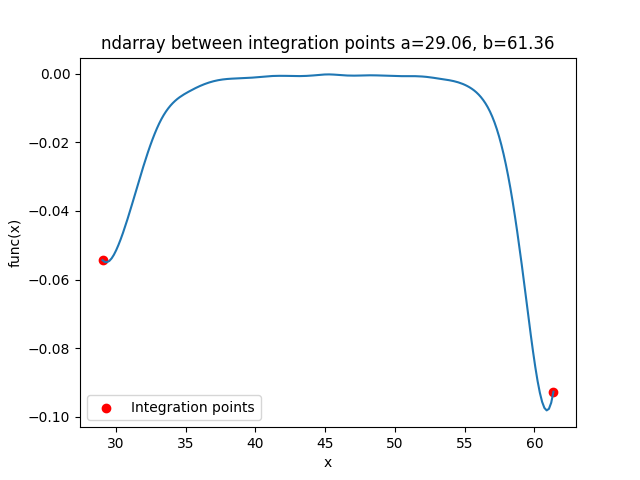 ndarray between integration points a=29.06, b=61.36
0.00
−0.02
−0.04
−0.06
−0.08
−0.10
func(x)
Integration points
30 35 40 45 50 55 60
x